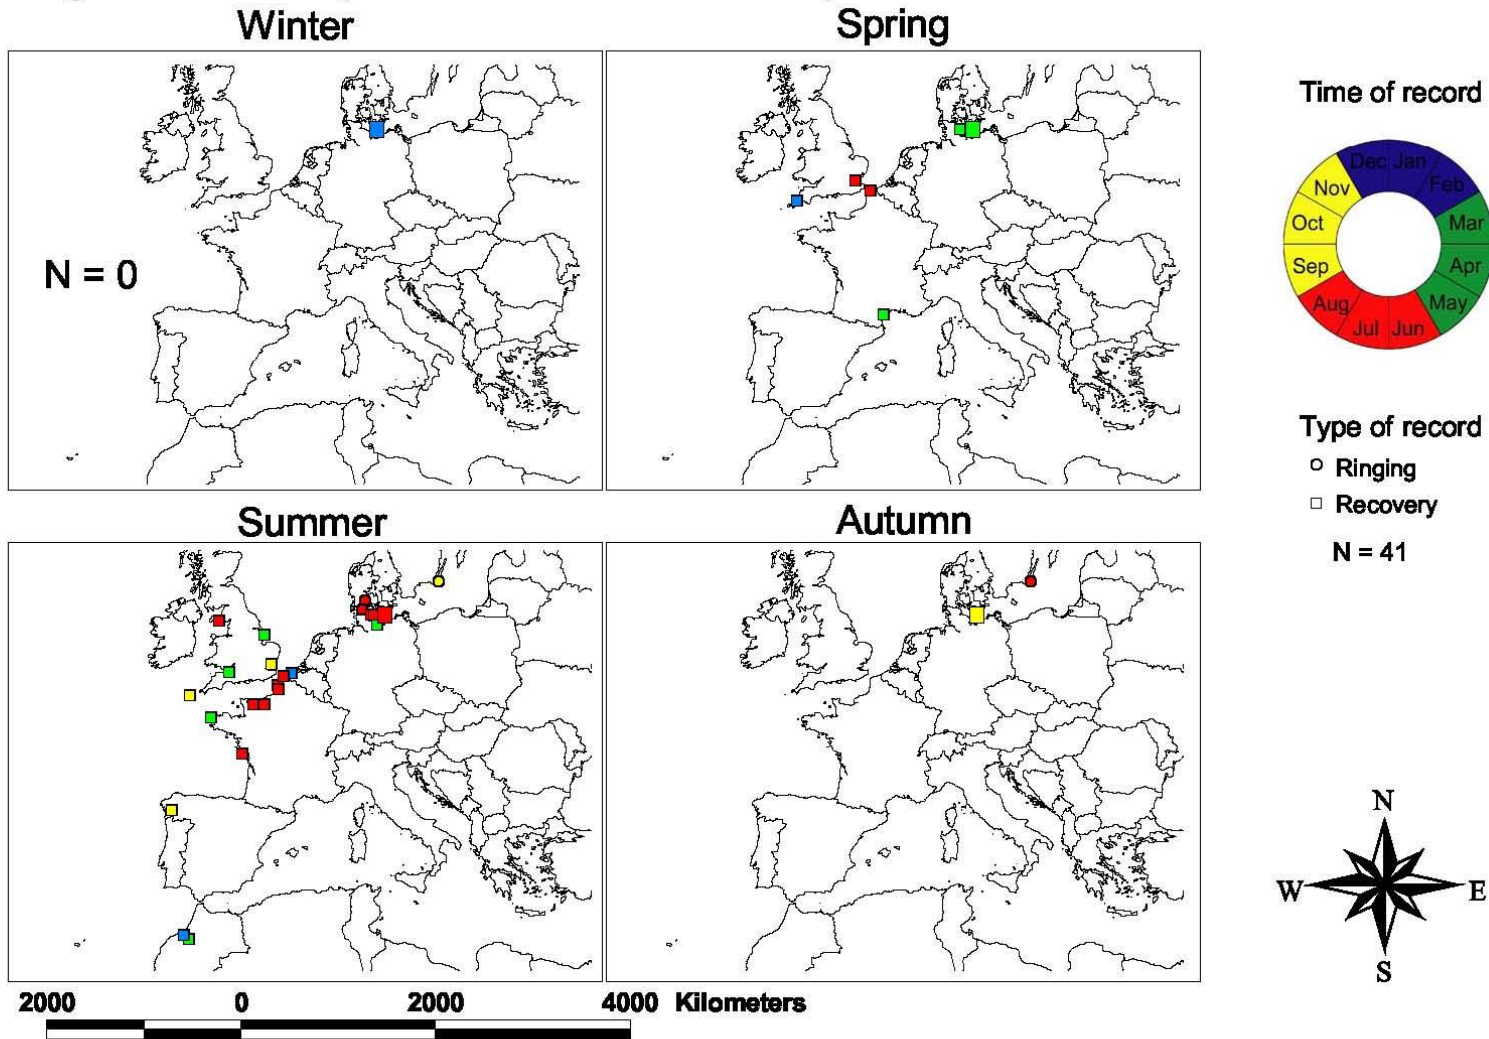 Winter
Spring
N = 0
Summer
Autumn
2000 0 2000 4000 Kilometers
Time of record
Dec Jan
Nov Feb
Oct Mar
Sep Apr
Aug May
Jul Jun
Type of record
Ringing
Recovery
N = 41
N
W E
S